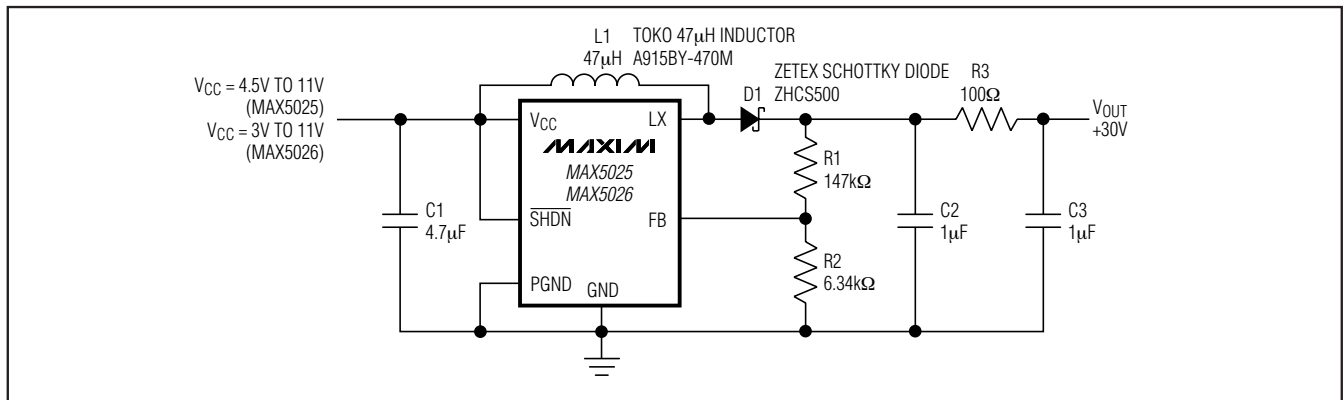 L1 TOKO 47μH INDUCTOR
47μH A915BY-470M
VCC = 4.5V TO 11V
(MAX5025)
VCC = 3V TO 11V
(MAX5026)
ZETEX SCHOTTKY DIODE
D1 ZHCS500
R3
100Ω
VOUT
+30V
VCC
LX
MAXIM
MAX5025
MAX5026
SHDN
FB
PGND
GND
C1
4.7μF
R1
147kΩ
R2
6.34kΩ
C2
1μF
C3
1μF